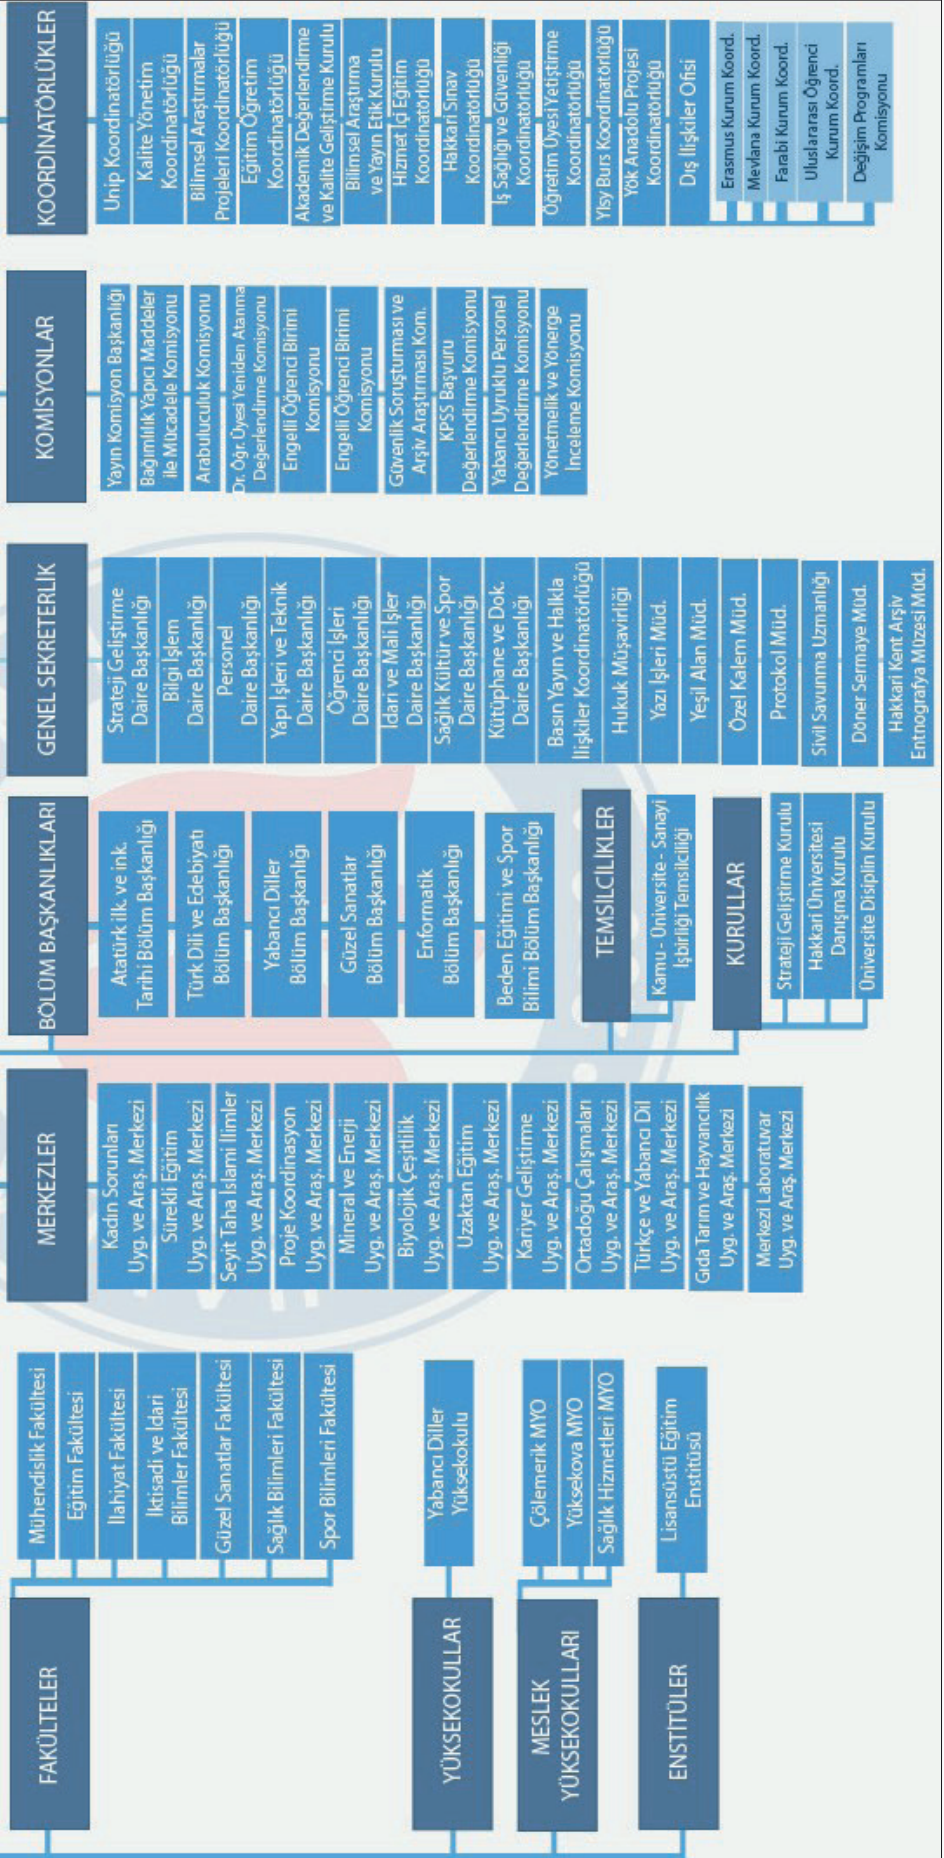 FAKÜLTELER
Mühendislik Fakültesi
Eğitim Fakültesi
İlahiyat Fakültesi
İktisadi ve İdari
Bilimler Fakültesi
Güzel Sanatlar Fakültesi
Sağlık Bilimleri Fakültesi
Spor Bilimleri Fakültesi
YÜKSEKOKULLAR
Yabancı Diller
Yüksekokulu
MESLEK
YÜKSEKOKULLARI
Çölemerik MYO
Yüksekova MYO
Sağlık Hizmetleri MYO
ENSTİTÜLER
Lisansüstü Eğitim
Enstitüsü
MERKEZLER
Kadın Sorunları
Uyg. ve Araş. Merkezi
Sürekli Eğitim
Uyg. ve Araş. Merkezi
Seyit Taha İslami İlimler
Uyg. ve Araş. Merkezi
Proje Koordinasyon
Uyg. ve Araş. Merkezi
Mineral ve Enerji
Uyg. ve Araş. Merkezi
Biyolojik Çeşitlilik
Uyg. ve Araş. Merkezi
Uzaktan Eğitim
Uyg. ve Araş. Merkezi
Kariyer Geliştirme
Uyg. ve Araş. Merkezi
Ortadoğu Çalışmaları
Uyg. ve Araş. Merkezi
Türkçe ve Yabancı Dil
Uyg. ve Araş. Merkezi
Gıda Tarım ve Hayvancılık
Uyg. ve Araş. Merkezi
Merkezi Laboratuvar
Uyg. ve Araş. Merkezi
BÖLÜM BAŞKANLIKLARI
Atatürk ilk. ve ink.
Tarihi Bölüm Başkanlığı
Türk Dili ve Edebiyatı
Bölüm Başkanlığı
Yabancı Diller
Bölüm Başkanlığı
Güzel Sanatlar
Bölüm Başkanlığı
Enformatik
Bölüm Başkanlığı
Beden Eğitimi ve Spor
Bilimi Bölüm Başkanlığı
TEMSİLCİLİKLER
Kamu - Üniversite - Sanayi
İşbirliği Temsilciliği
KURULLAR
Strateji Geliştirme Kurulu
Hakkari Üniversitesi
Danışma Kurulu
Üniversite Disiplin Kurulu
GENEL SEKRETERLİK
Strateji Geliştirme
Daire Başkanlığı
Bilgi İşlem
Daire Başkanlığı
Personel
Daire Başkanlığı
Yapı İşleri ve Teknik
Daire Başkanlığı
Öğrenci İşleri
Daire Başkanlığı
İdari ve Mali İşler
Daire Başkanlığı
Sağlık Kültür ve Spor
Daire Başkanlığı
Kütüphane ve Dok.
Daire Başkanlığı
Basın Yayın ve Halkla
İlişkiler Koordinatörlüğü
Hukuk Müşavirliği
Yazı İşleri Müd.
Yeşil Alan Müd.
Özel Kalem Müd.
Protokol Müd.
Sivil Savunma Uzmanlığı
Döner Sermaye Müd.
Hakkari Kent Arşiv
Entnografya Müzesi Müd.
KOMİSYONLAR
Yayın Komisyon Başkanlığı
Bağımlılık Yapıcı Maddeler
ile Mücadele Komisyonu
Arabuluculuk Komisyonu
Dr. Öğr. Üyesi Yeniden Atanma
Değerlendirme Komisyonu
Engelli Öğrenci Birimi
Komisyonu
Engelli Öğrenci Birimi
Komisyonu
Güvenlik Soruşturması ve
Arşiv Araştırması Kom.
KPSS Başvuru
Değerlendirme Komisyonu
Yabancı Uyruklu Personel
Değerlendirme Komisyonu
Yönetmelik ve Yönerge
İnceleme Komisyonu
KOORDİNATÖRLÜKLER
Unip Koordinatörlüğü
Kalite Yönetim
Koordinatörlüğü
Bilimsel Araştırmalar
Projeleri Koordinatörlüğü
Eğitim Öğretim
Koordinatörlüğü
Akademik Değerlendirme
ve Kalite Geliştirme Kurulu
Bilimsel Araştırma
ve Yayın Etik Kurulu
Hizmet İçi Eğitim
Koordinatörlüğü
Hakkari Sınav
Koordinatörlüğü
İş Sağlığı ve Güvenliği
Koordinatörlüğü
Öğretim Üyesi Yetiştirme
Koordinatörlüğü
Ylsy Burs Koordinatörlüğü
Yök Anadolu Projesi
Koordinatörlüğü
Dış İlişkiler Ofisi
Erasmus Kurum Koord.
Mevlana Kurum Koord.
Farabi Kurum Koord.
Uluslararası Öğrenci
Kurum Koord.
Değişim Programları
Komisyonu